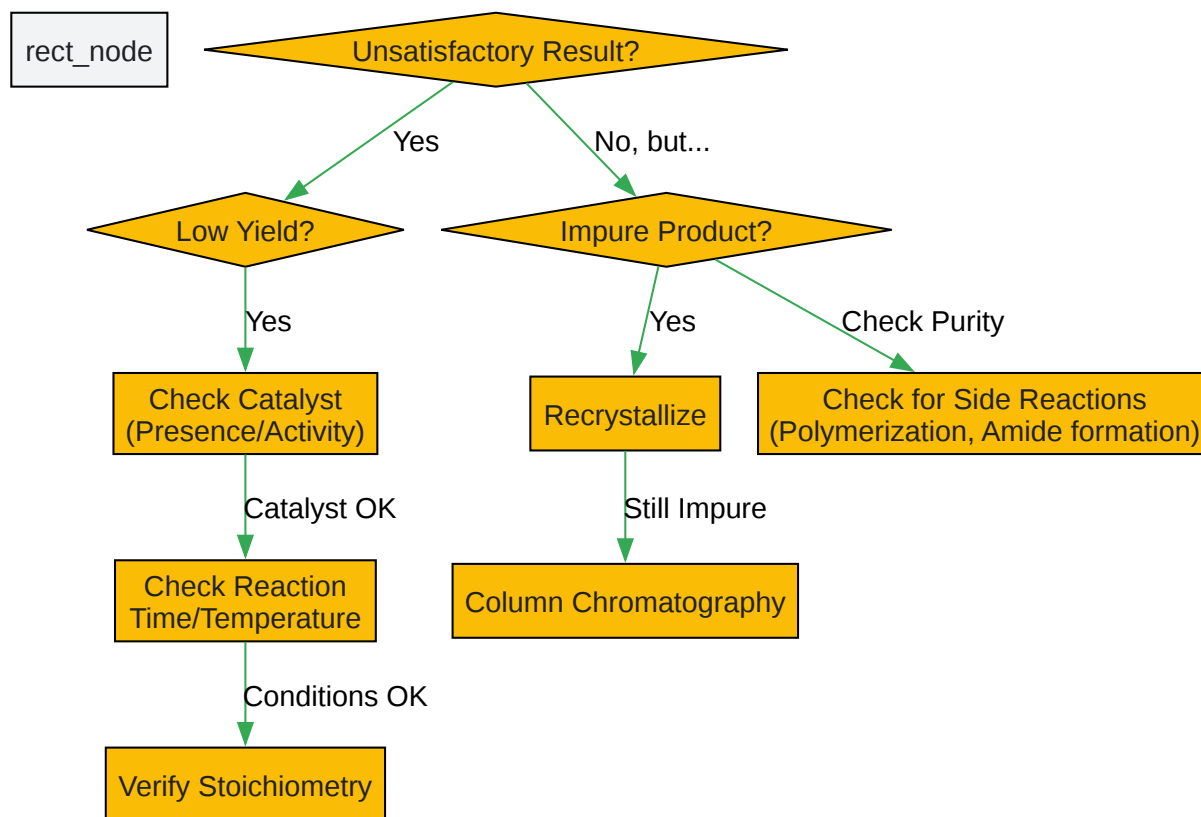 rect_node
Unsatisfactory Result?
Yes
No, but...
Low Yield?
Impure Product?
Yes
Yes
Check Purity
Check Catalyst
(Presence/Activity)
Recrystallize
Check for Side Reactions
(Polymerization, Amide formation)
Catalyst OK
Still Impure
Check Reaction
Time/Temperature
Column Chromatography
Conditions OK
Verify Stoichiometry